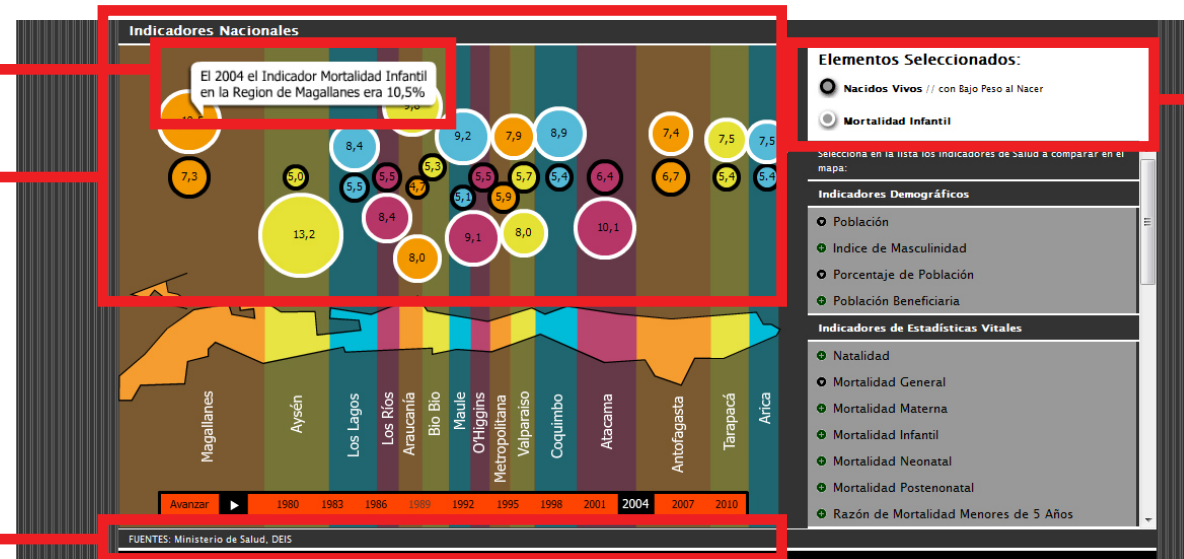 Indicadores Nacionales
El 2004 el Indicador Mortalidad Infantil
en la Region de Magallanes era 10,5%
8,4
9,2
7,9
8,9
7,4
7,5
7,5
7,3
5,0
5,5
5,5
4,7
5,3
5,1
5,5
5,9
5,7
5,4
6,4
6,7
5,4
5.4
13,2
8,4
8,0
9,1
8,0
10,1
Magallanes
Aysén
Los Lagos
Los Ríos
Araucanía
Bio Bio
Maule
O'Higgins
Metropolitana
Valparaiso
Coquimbo
Atacama
Antofagasta
Tarapacá
Arica
Avanzar 1980 1983 1986 1989 1992 1995 1998 2001 2004 2007 2010
FUENTES: Ministerio de Salud, DEIS
Elementos Seleccionados:
Nacidos Vivos // con Bajo Peso al Nacer
Mortalidad Infantil
Selecciona en la lista los Indicadores de Salud a comparar en el
mapa:
Indicadores Demográficos
Población
Indice de Masculinidad
Porcentaje de Población
Población Beneficiaria
Indicadores de Estadísticas Vitales
Natalidad
Mortalidad General
Mortalidad Materna
Mortalidad Infantil
Mortalidad Neonatal
Mortalidad Postenonatal
Razón de Mortalidad Menores de 5 Años